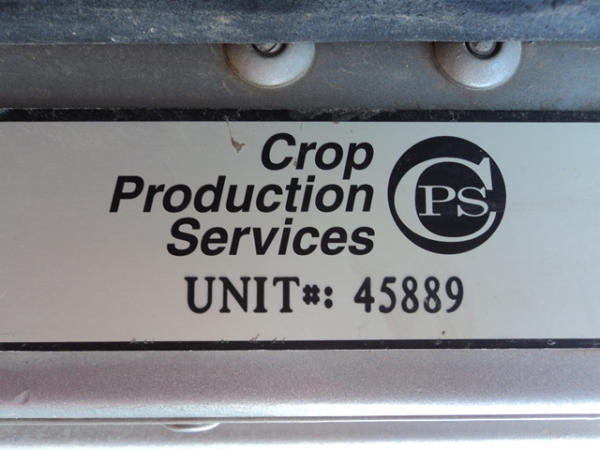 Crop
Production
Services
CPS
UNIT#: 45889